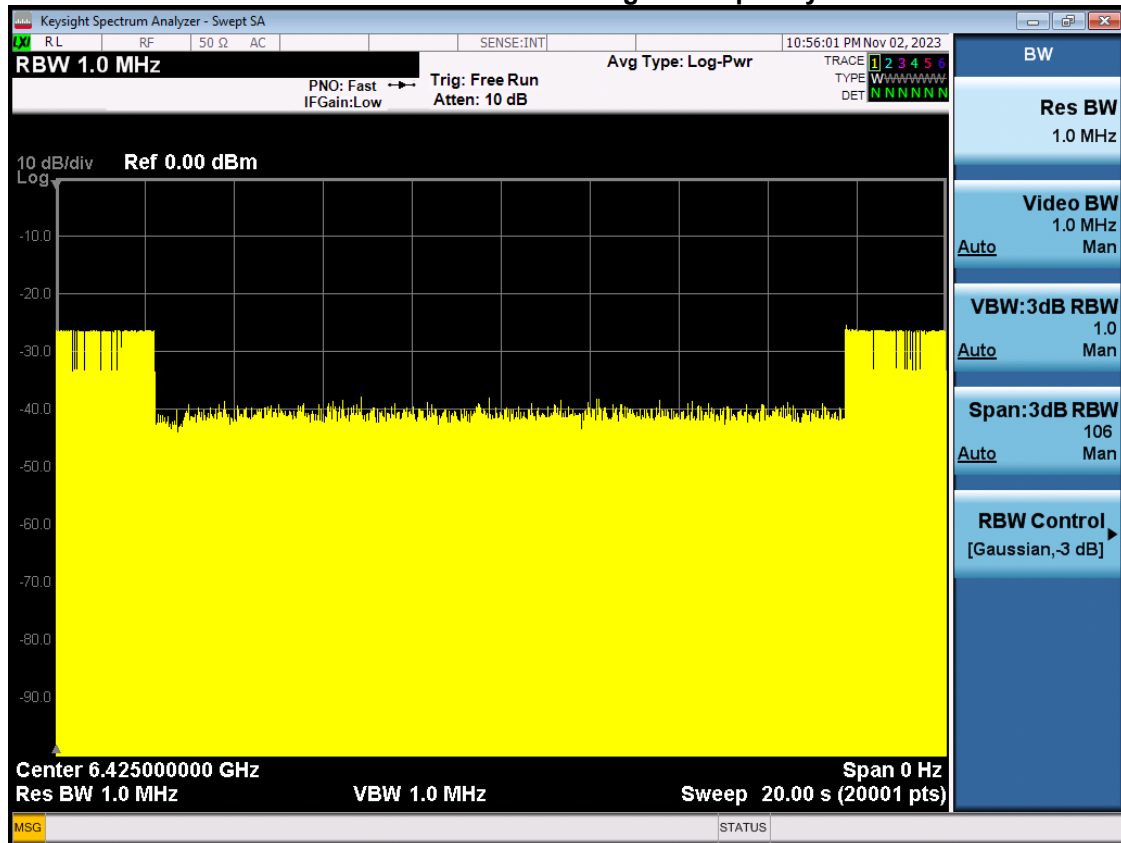 Keysight Spectrum Analyzer - Swept SA
LXI RL RF 50 Ω AC SENSE:INT 10:56:01 PM Nov 02, 2023
RBW 1.0 MHz
PNO: Fast
IFGain:Low
Trig: Free Run
Atten: 10 dB
Avg Type: Log-Pwr
TRACE 1 2 3 4 5 6
TYPE WWWWWW
DET N N N N N N
10 dB/div Ref 0.00 dBm
Log
-10.0
-20.0
-30.0
-40.0
-50.0
-60.0
-70.0
-80.0
-90.0
Center 6.425000000 GHz Span 0 Hz
Res BW 1.0 MHz VBW 1.0 MHz Sweep 20.00 s (20001 pts)
MSG STATUS
BW
Res BW
1.0 MHz
Video BW
1.0 MHz
Auto Man
VBW:3dB RBW
1.0
Auto Man
Span:3dB RBW
106
Auto Man
RBW Control
[Gaussian,-3 dB]